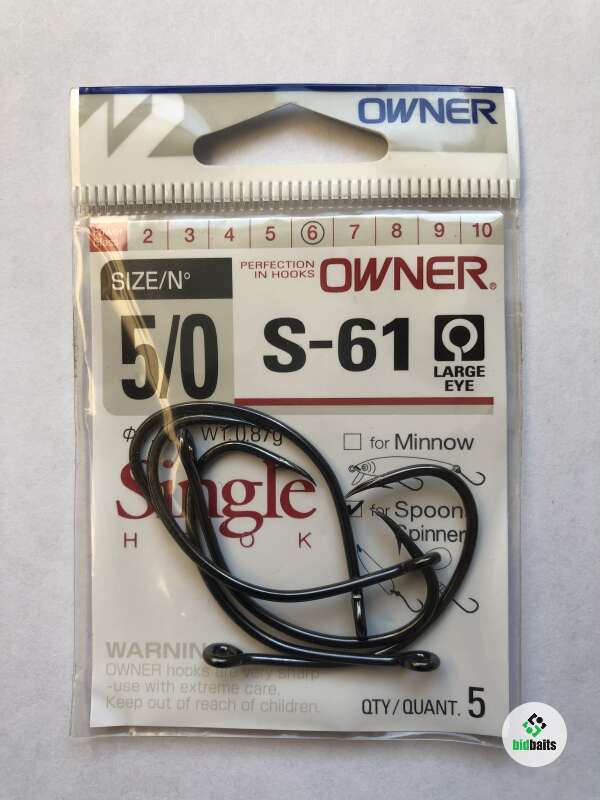 OWNER
2 3 4 5 6 7 8 9 10
PERFECTION
IN HOOKS
OWNER®
SIZE/N°
5/0
S-61
LARGE
EYE
WT. 0,87g
for Minnow
Single
for Spoon
Spinner
WARNING
OWNER hooks are very sharp
-use with extreme care.
Keep out of reach of children.
QTY/QUANT. 5
bidbaits